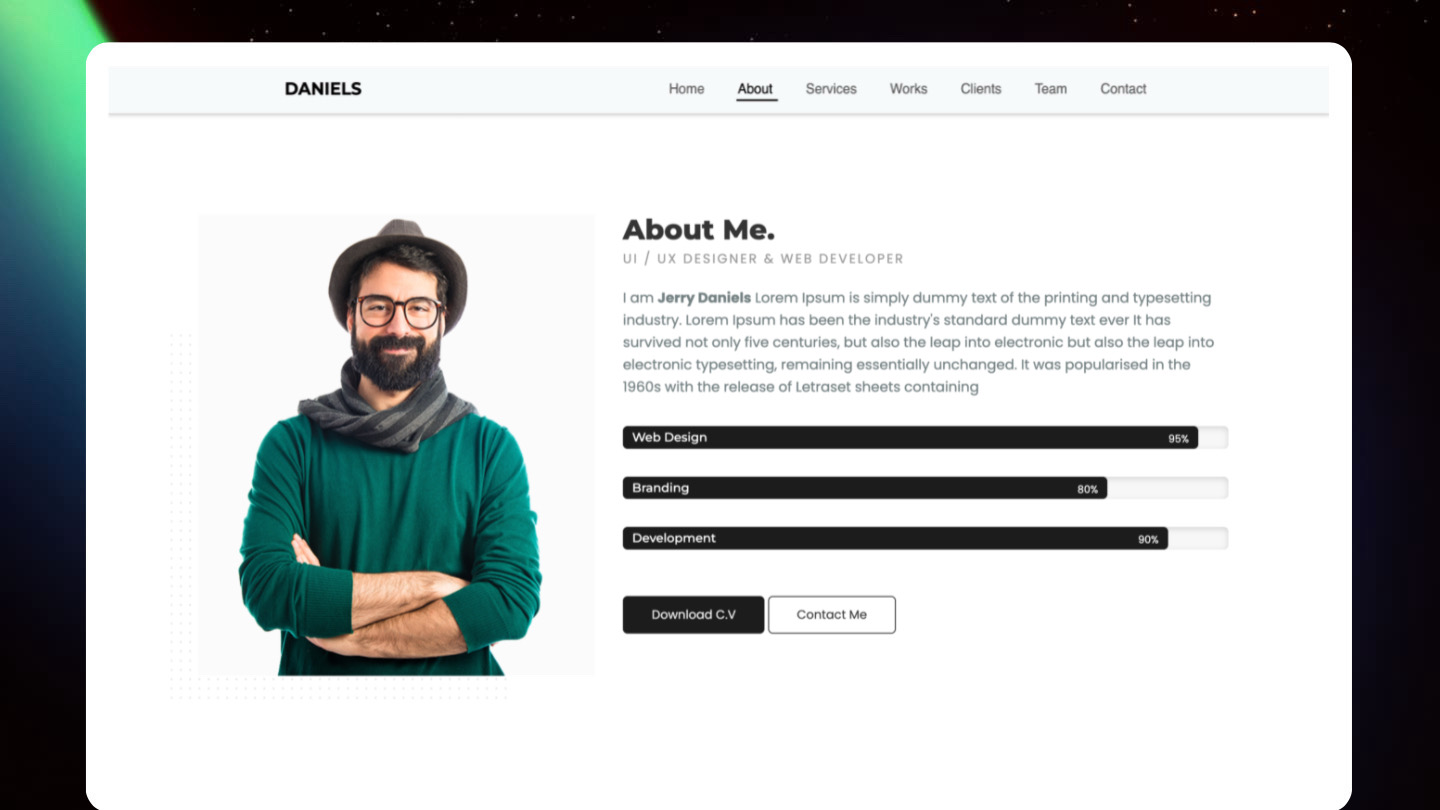 DANIELS
Home About Services Works Clients Team Contact
About Me.
UI / UX DESIGNER & WEB DEVELOPER
I am Jerry Daniels Lorem Ipsum is simply dummy text of the printing and typesetting
industry. Lorem Ipsum has been the industry's standard dummy text ever It has
survived not only five centuries, but also the leap into electronic but also the leap into
electronic typesetting, remaining essentially unchanged. It was popularised in the
1960s with the release of Letraset sheets containing
Web Design 95%
Branding 80%
Development 90%
Download C.V Contact Me